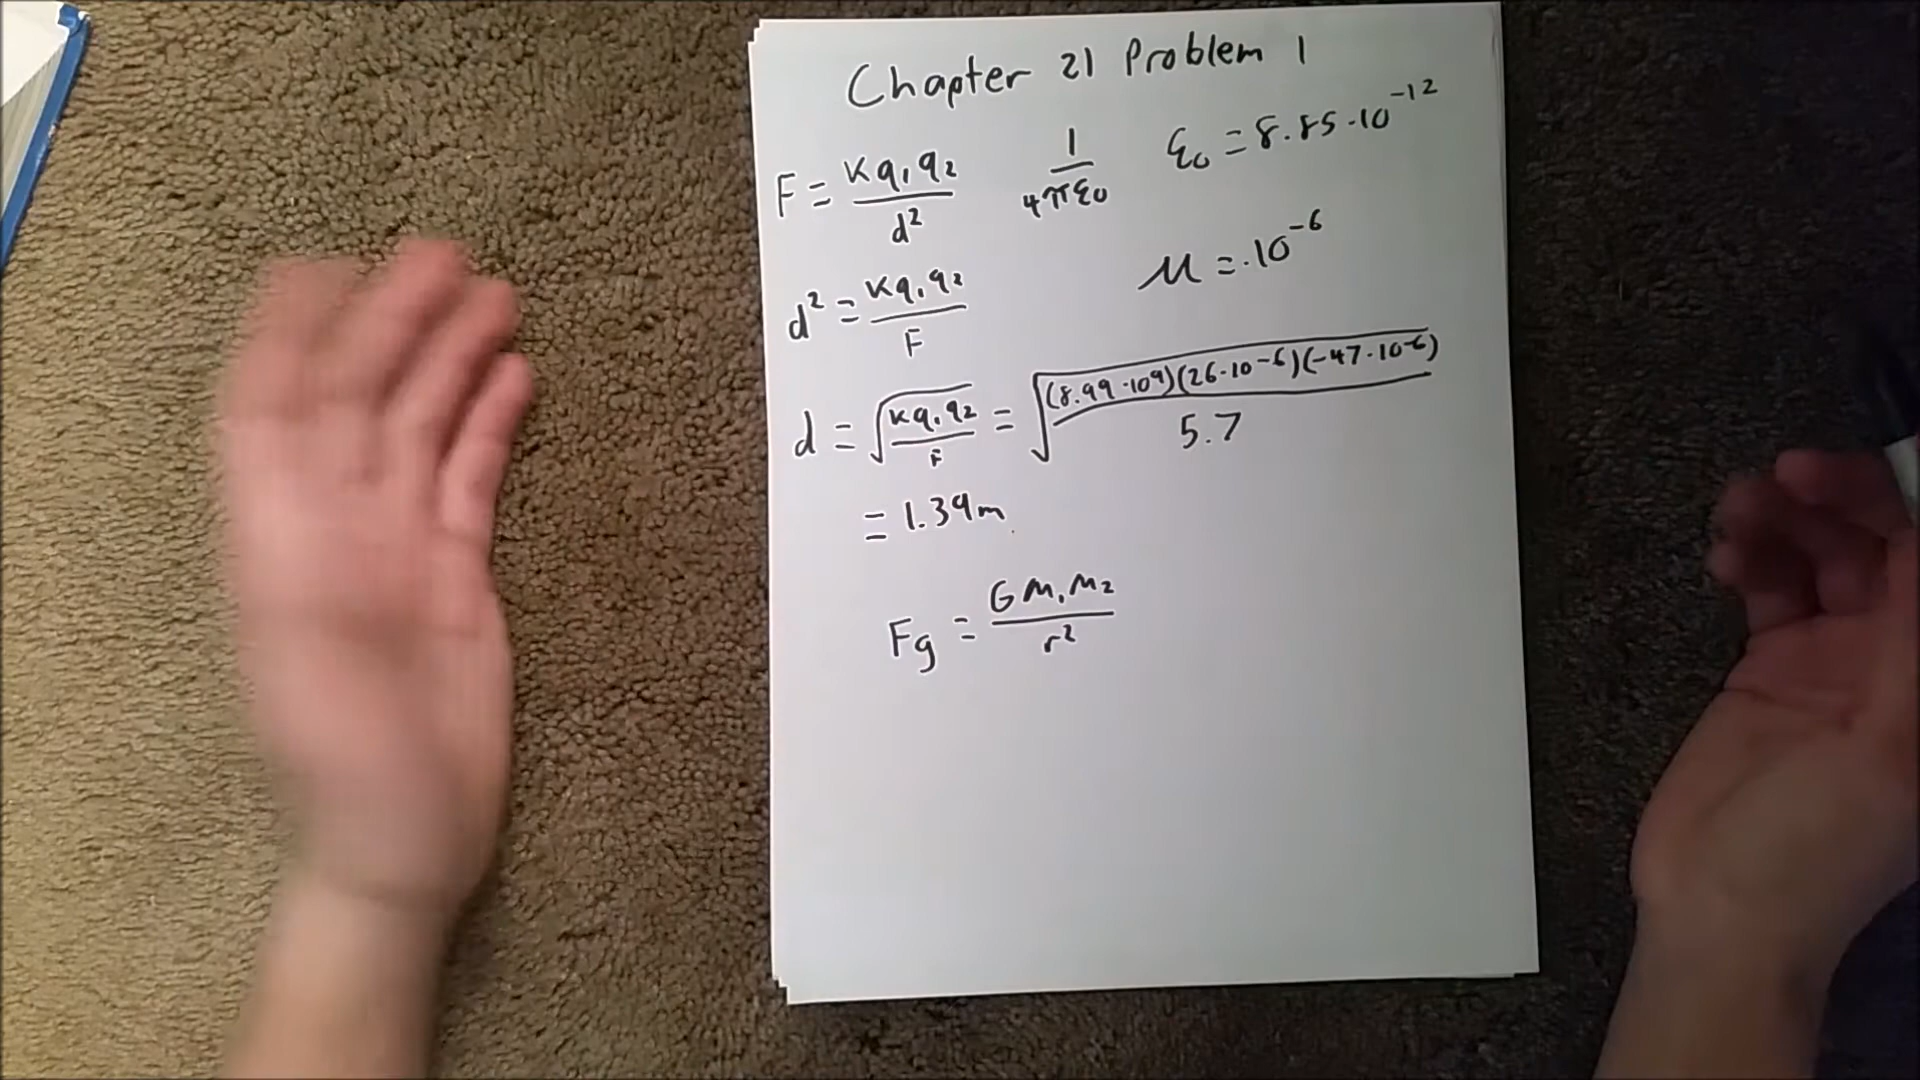 Chapter 21 Problem 1
F = Kq₁q₂/d² 1/4πε₀ ε₀ = 8.85·10⁻¹²
μ = ·10⁻⁶
d² = Kq₁q₂/F
d = √(Kq₁q₂/F) = √((8.99·10⁹)(26·10⁻⁶)(-47·10⁻⁶)/5.7)
= 1.39m
Fg = GM₁M₂/r²